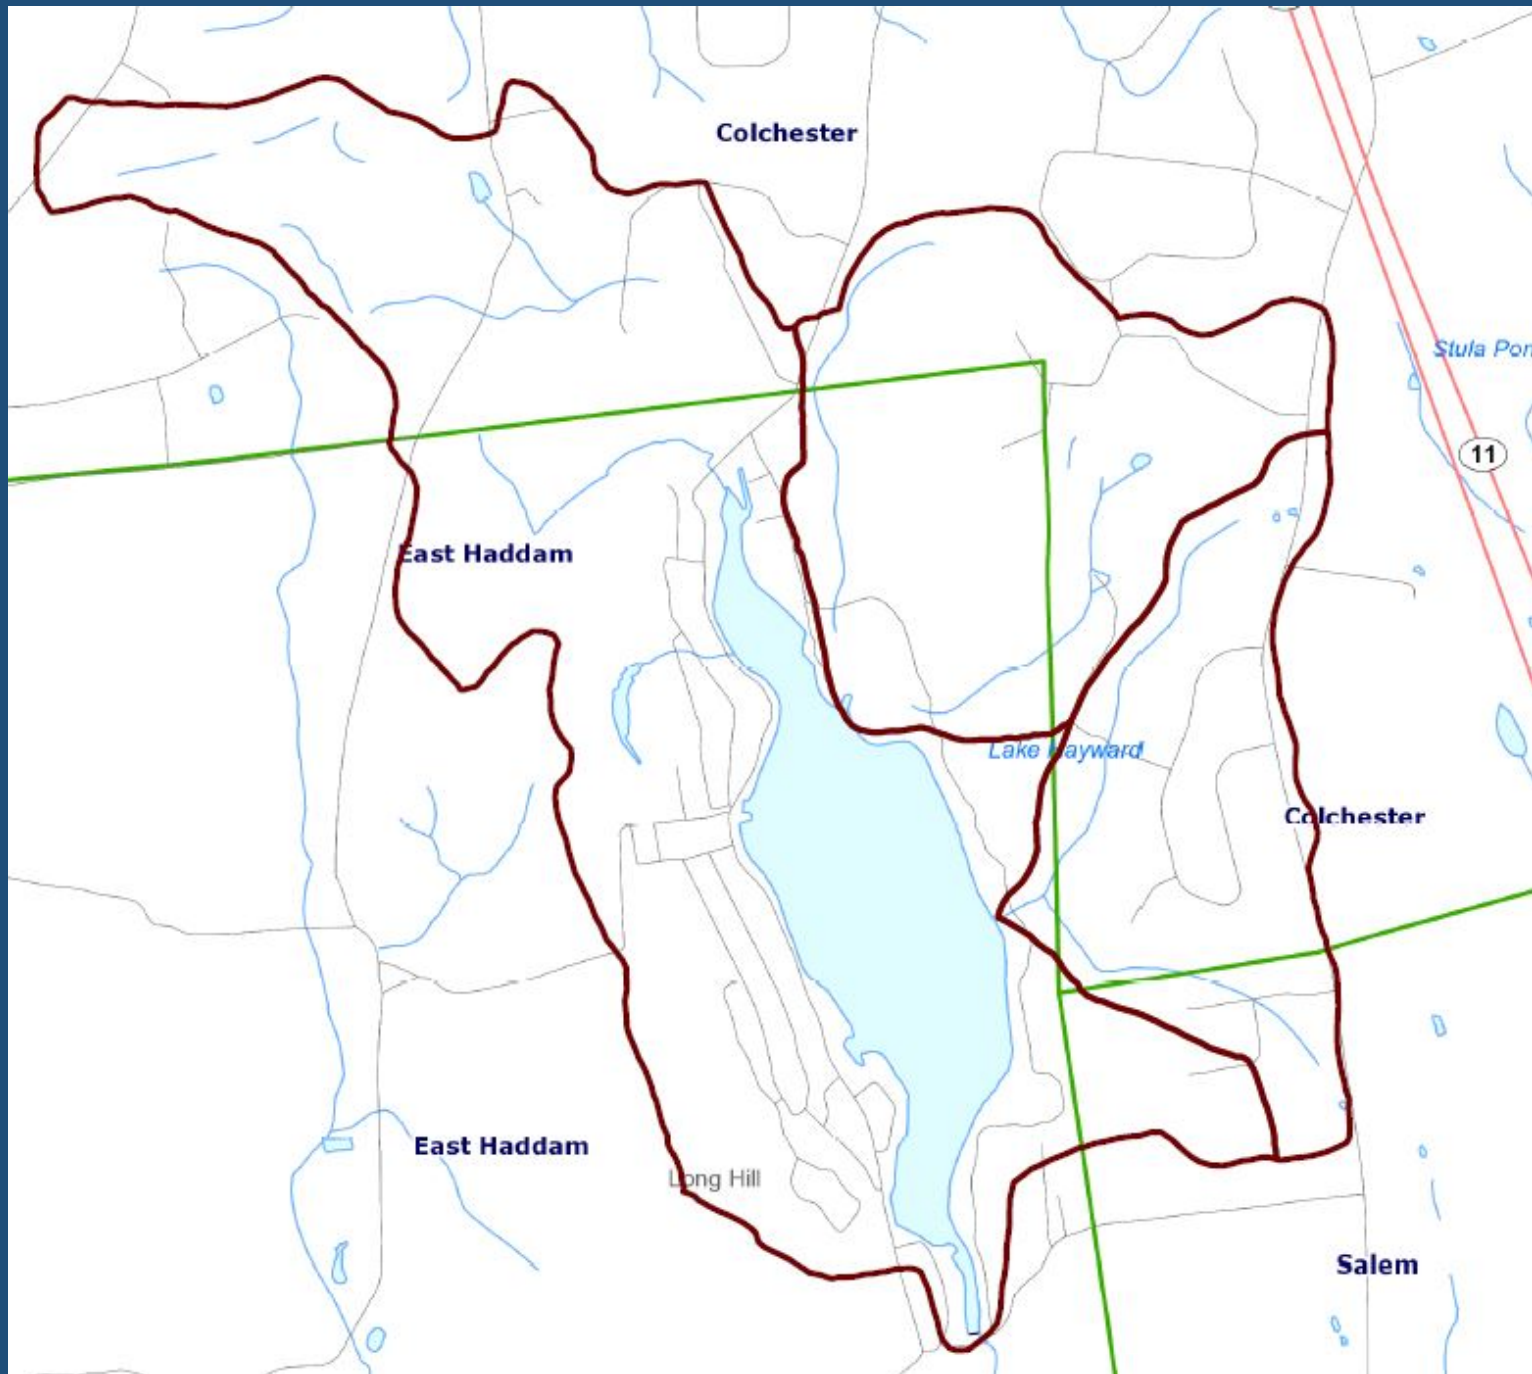 Colchester
Stula Pon
11
East Haddam
Lake Hayward
Colchester
East Haddam
Long Hill
Salem